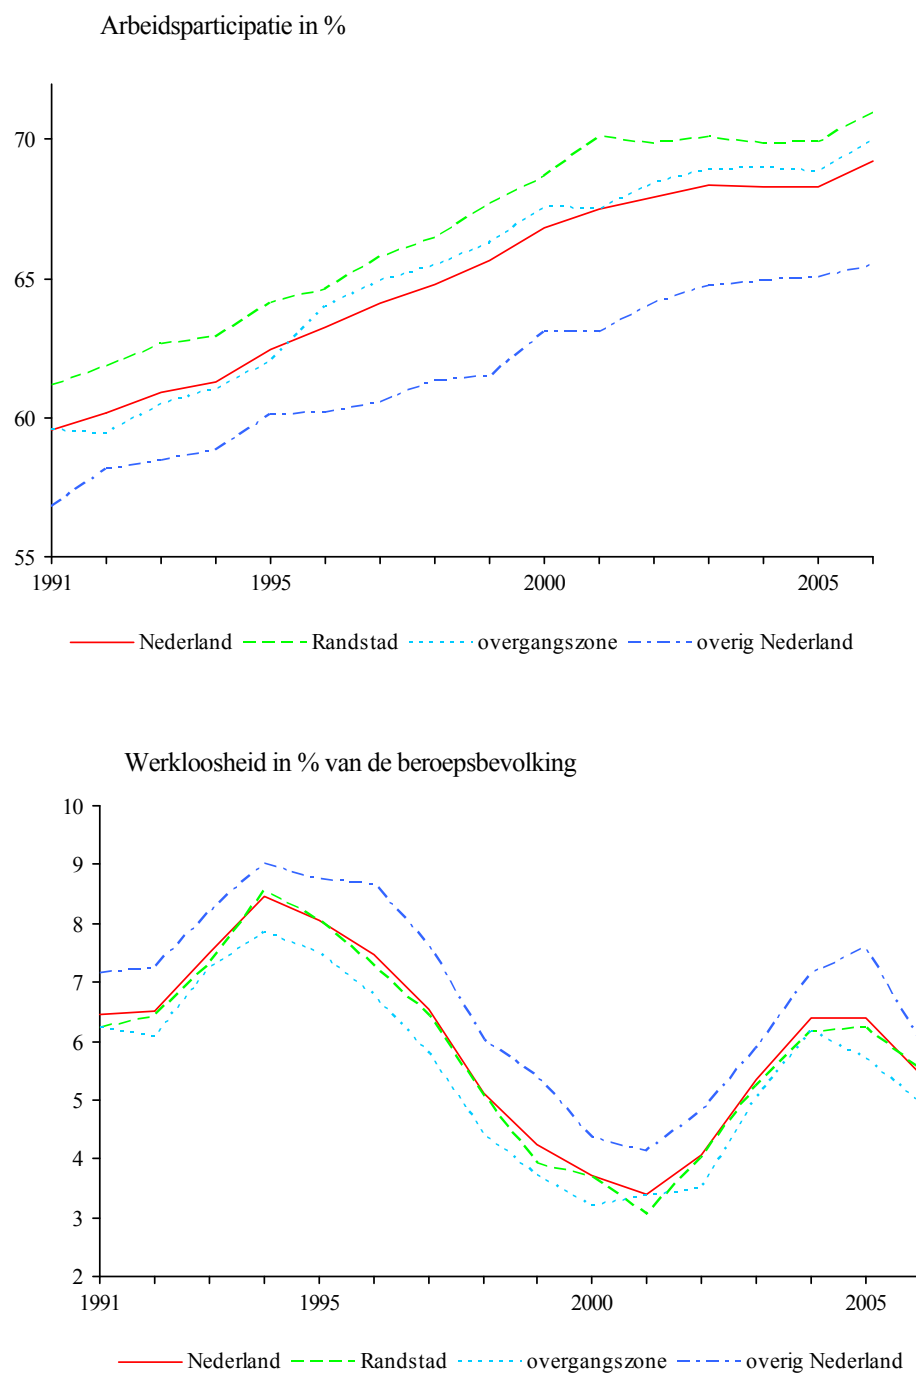 Arbeidsparticipatie in %
70
65
60
55
1991 1995 2000 2005
Nederland Randstad overgangszone overig Nederland
Werkloosheid in % van de beroepsbevolking
10
9
8
7
6
5
4
3
2
1991 1995 2000 2005
Nederland Randstad overgangszone overig Nederland